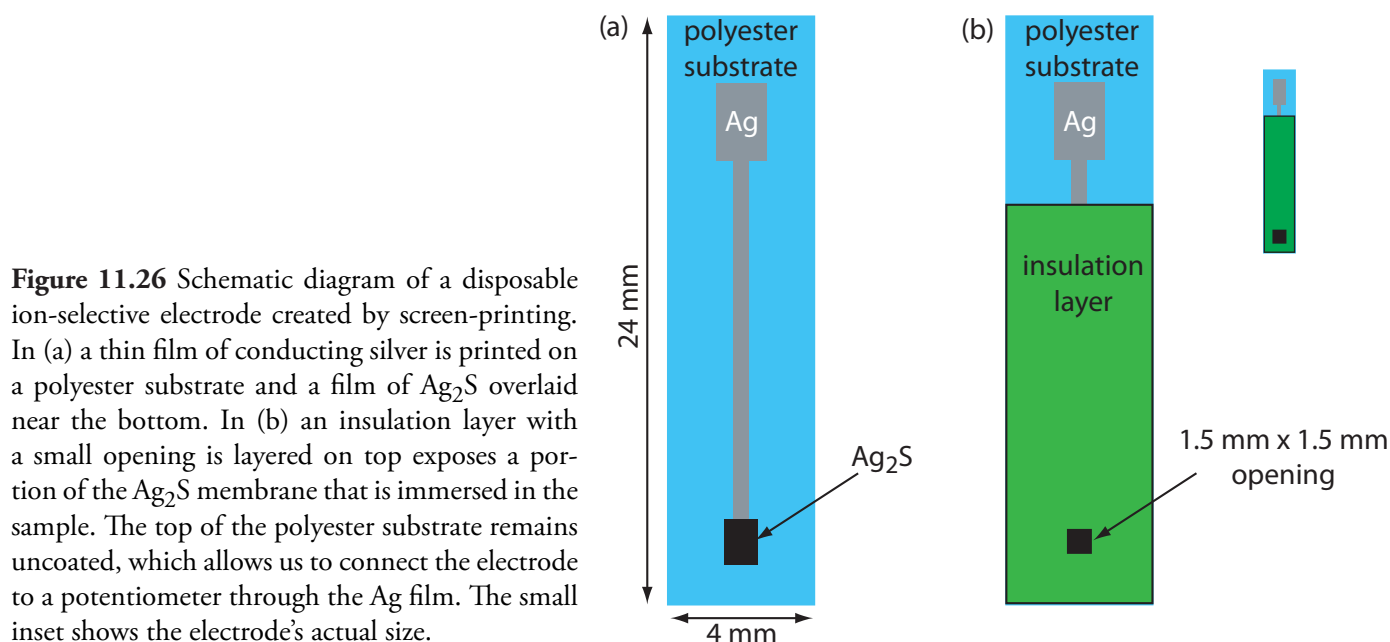 Figure 11.26 Schematic diagram of a disposable
ion-selective electrode created by screen-printing.
In (a) a thin film of conducting silver is printed on
a polyester substrate and a film of Ag₂S overlaid
near the bottom. In (b) an insulation layer with
a small opening is layered on top exposes a por-
tion of the Ag₂S membrane that is immersed in the
sample. The top of the polyester substrate remains
uncoated, which allows us to connect the electrode
to a potentiometer through the Ag film. The small
inset shows the electrode's actual size.
(a)
polyester
substrate
Ag
24 mm
Ag₂S
4 mm
(b)
polyester
substrate
Ag
insulation
layer
1.5 mm x 1.5 mm
opening